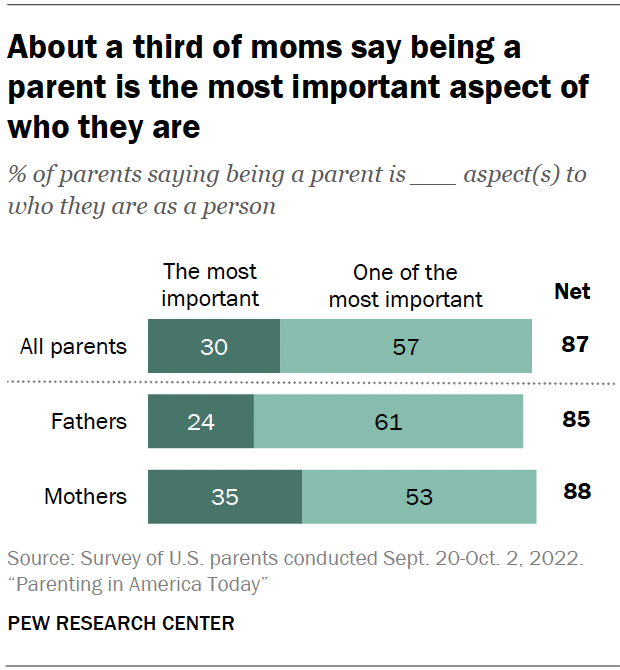 About a third of moms say being a
parent is the most important aspect of
who they are
% of parents saying being a parent is ____ aspect(s) to
who they are as a person
The most
important
One of the
most important
Net
All parents 30 57 87
Fathers 24 61 85
Mothers 35 53 88
Source: Survey of U.S. parents conducted Sept. 20-Oct. 2, 2022.
“Parenting in America Today”
PEW RESEARCH CENTER